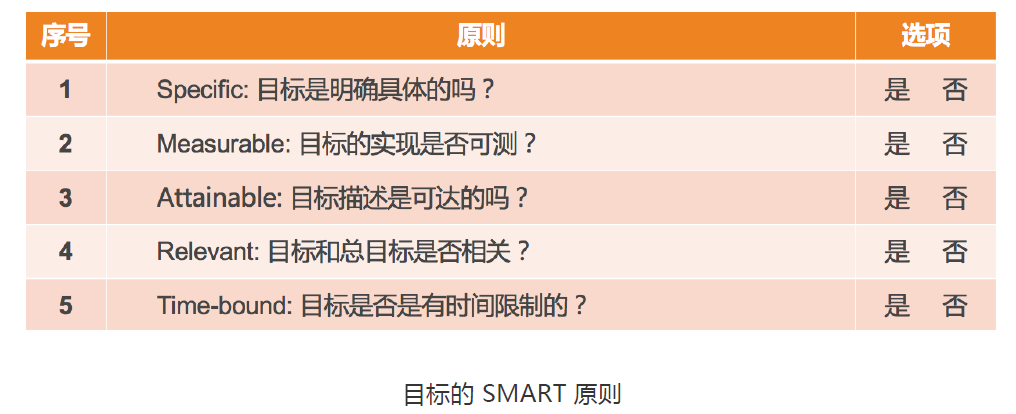 序号 原则 选项
1 Specific: 目标是明确具体的吗？ 是 否
2 Measurable: 目标的实现是否可测？ 是 否
3 Attainable: 目标描述是可达的吗？ 是 否
4 Relevant: 目标和总目标是否相关？ 是 否
5 Time-bound: 目标是否是有时间限制的？ 是 否
目标的 SMART 原则